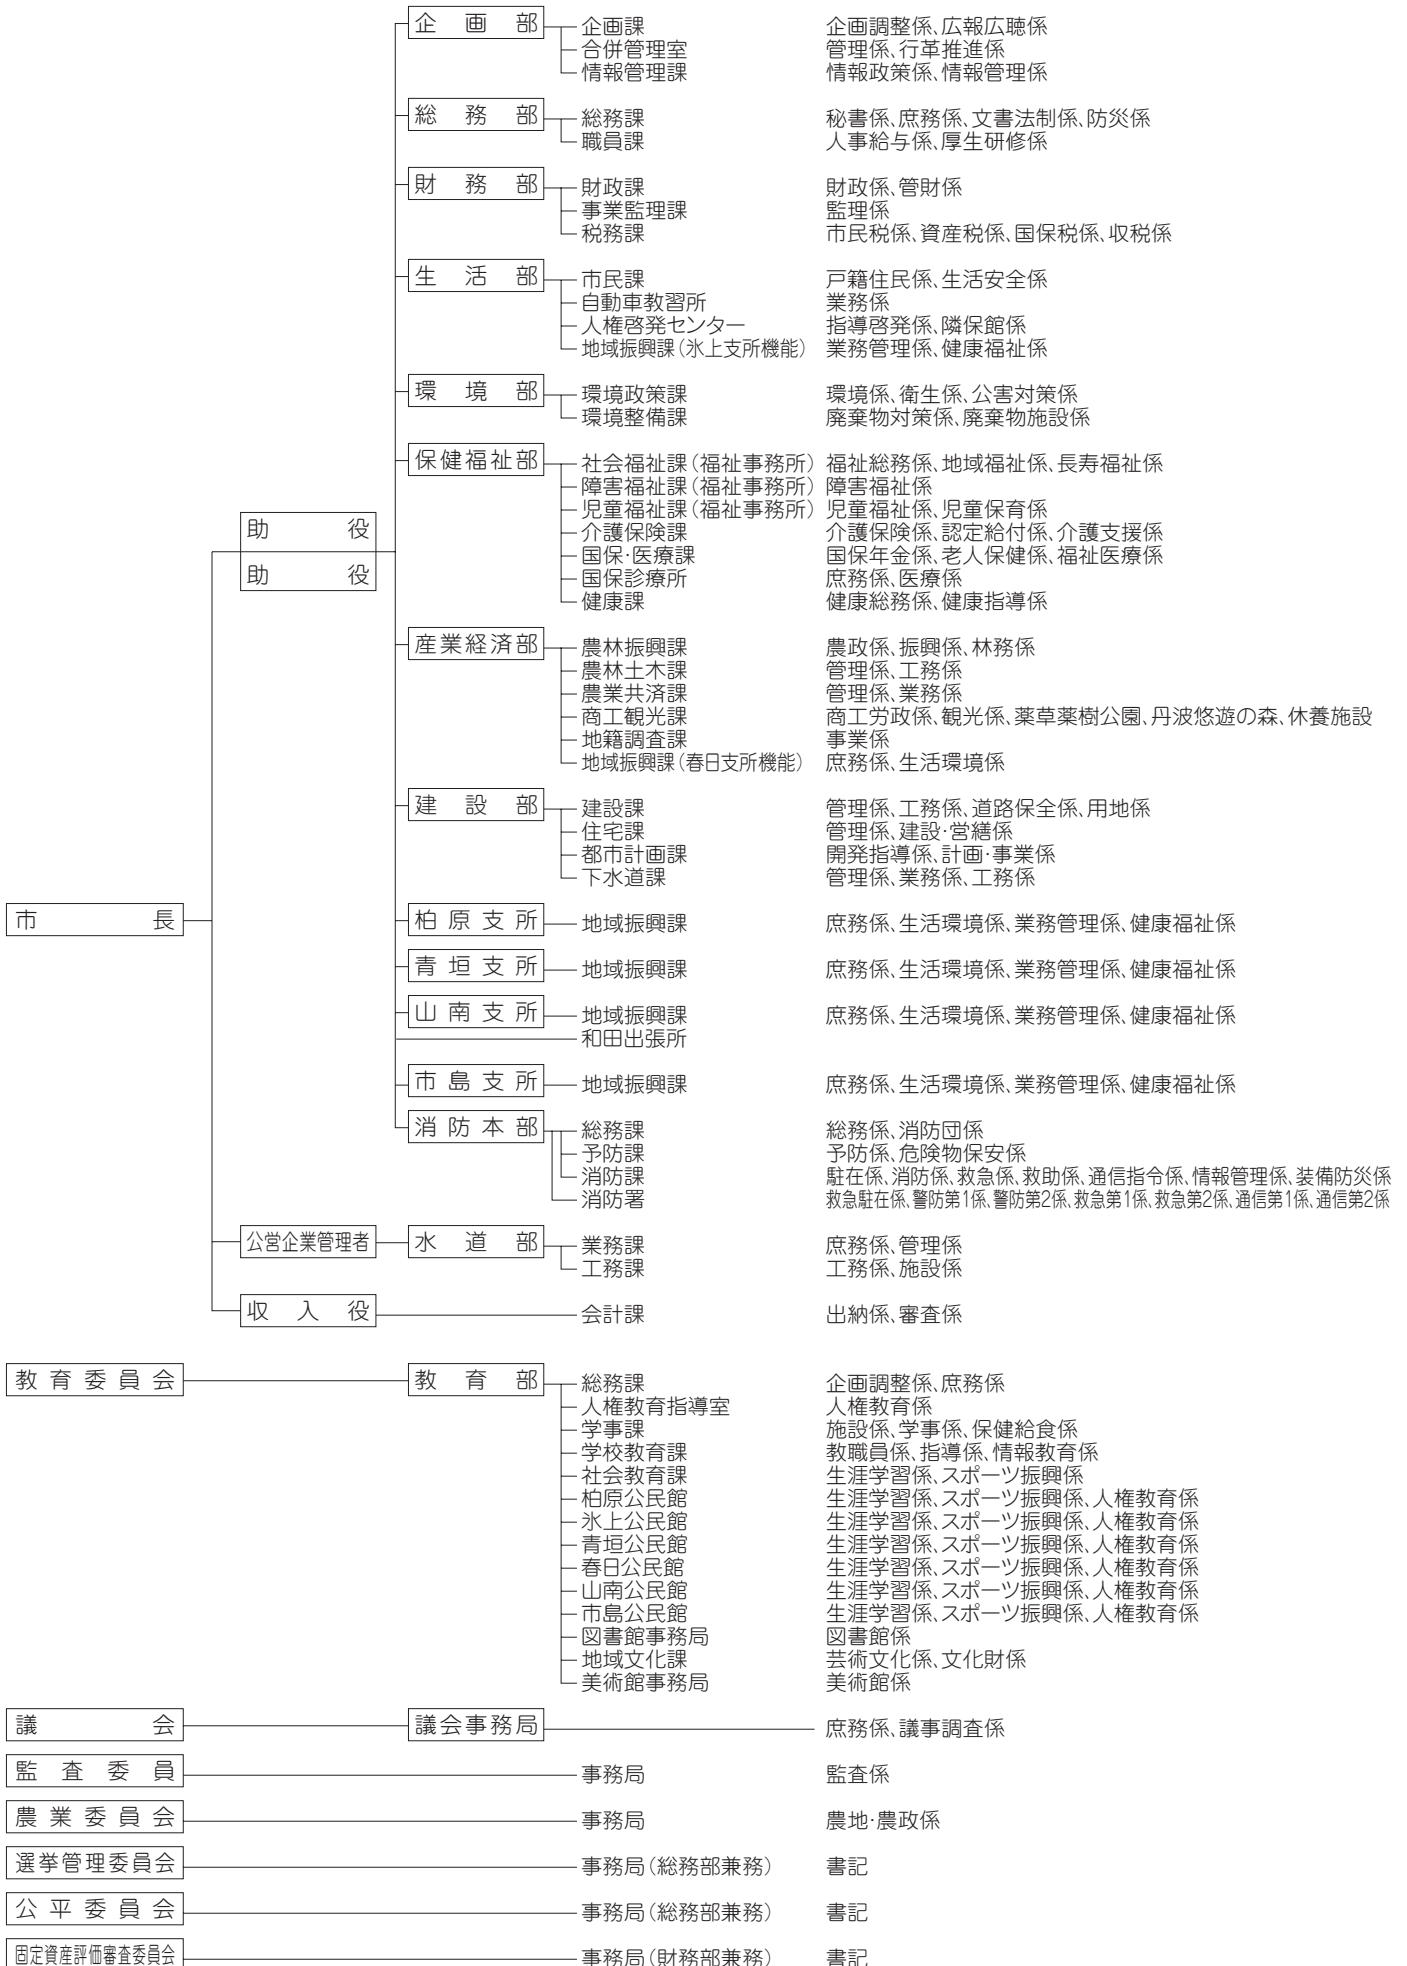 企画部 企画課 企画調整係、広報広聴係
合併管理室 管理係、行革推進係
情報管理課 情報政策係、情報管理係
総務部 総務課 秘書係、庶務係、文書法制係、防災係
職員課 人事給与係、厚生研修係
財務部 財政課 財政係、管財係
事業監理課 監理係
税務課 市民税係、資産税係、国保税係、収税係
生活部 市民課 戸籍住民係、生活安全係
自動車教習所 業務係
人権啓発センター 指導啓発係、隣保館係
地域振興課(氷上支所機能) 業務管理係、健康福祉係
環境部 環境政策課 環境係、衛生係、公害対策係
環境整備課 廃棄物対策係、廃棄物施設係
保健福祉部 社会福祉課(福祉事務所) 福祉総務係、地域福祉係、長寿福祉係
障害福祉課(福祉事務所) 障害福祉係
児童福祉課(福祉事務所) 児童福祉係、児童保育係
助役 介護保険課 介護保険係、認定給付係、介護支援係
国保・医療課 国保年金係、老人保健係、福祉医療係
助役 国保診療所 庶務係、医療係
健康課 健康総務係、健康指導係
産業経済部 農林振興課 農政係、振興係、林務係
農林土木課 管理係、工務係
農業共済課 管理係、業務係
商工観光課 商工労政係、観光係、薬草薬樹公園、丹波悠遊の森、休養施設
地籍調査課 事業係
地域振興課(春日支所機能) 庶務係、生活環境係
建設部 建設課 管理係、工務係、道路保全係、用地係
住宅課 管理係、建設・営繕係
都市計画課 開発指導係、計画・事業係
下水道課 管理係、業務係、工務係
市長 柏原支所 地域振興課 庶務係、生活環境係、業務管理係、健康福祉係
青垣支所 地域振興課 庶務係、生活環境係、業務管理係、健康福祉係
山南支所 地域振興課 庶務係、生活環境係、業務管理係、健康福祉係
和田出張所
市島支所 地域振興課 庶務係、生活環境係、業務管理係、健康福祉係
消防本部 総務課 総務係、消防団係
予防課 予防係、危険物保安係
消防課 駐在係、消防係、救急係、救助係、通信指令係、情報管理係、装備防災係
消防署 救急駐在係、警防第1係、警防第2係、救急第1係、救急第2係、通信第1係、通信第2係
公営企業管理者 水道部 業務課 庶務係、管理係
工務課 工務係、施設係
収入役 会計課 出納係、審査係
教育委員会 教育部 総務課 企画調整係、庶務係
人権教育指導室 人権教育係
学事課 施設係、学事係、保健給食係
学校教育課 教職員係、指導係、情報教育係
社会教育課 生涯学習係、スポーツ振興係
柏原公民館 生涯学習係、スポーツ振興係、人権教育係
氷上公民館 生涯学習係、スポーツ振興係、人権教育係
青垣公民館 生涯学習係、スポーツ振興係、人権教育係
春日公民館 生涯学習係、スポーツ振興係、人権教育係
山南公民館 生涯学習係、スポーツ振興係、人権教育係
市島公民館 生涯学習係、スポーツ振興係、人権教育係
図書館事務局 図書館係
地域文化課 芸術文化係、文化財係
美術館事務局 美術館係
議会 議会事務局 庶務係、議事調査係
監査委員 事務局 監査係
農業委員会 事務局 農地・農政係
選挙管理委員会 事務局(総務部兼務) 書記
公平委員会 事務局(総務部兼務) 書記
固定資産評価審査委員会 事務局(財務部兼務) 書記